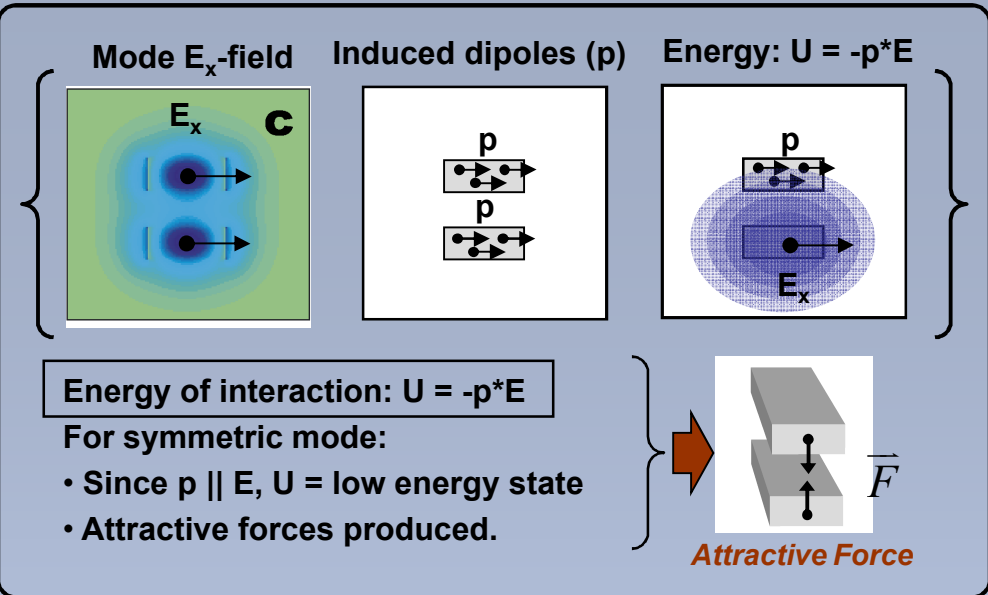 Mode Eₓ-field
Induced dipoles (p)
Energy: U = -p*E
Eₓ
C
p
p
p
Eₓ
Energy of interaction: U = -p*E
For symmetric mode:
• Since p || E, U = low energy state
• Attractive forces produced.
F⃗
Attractive Force